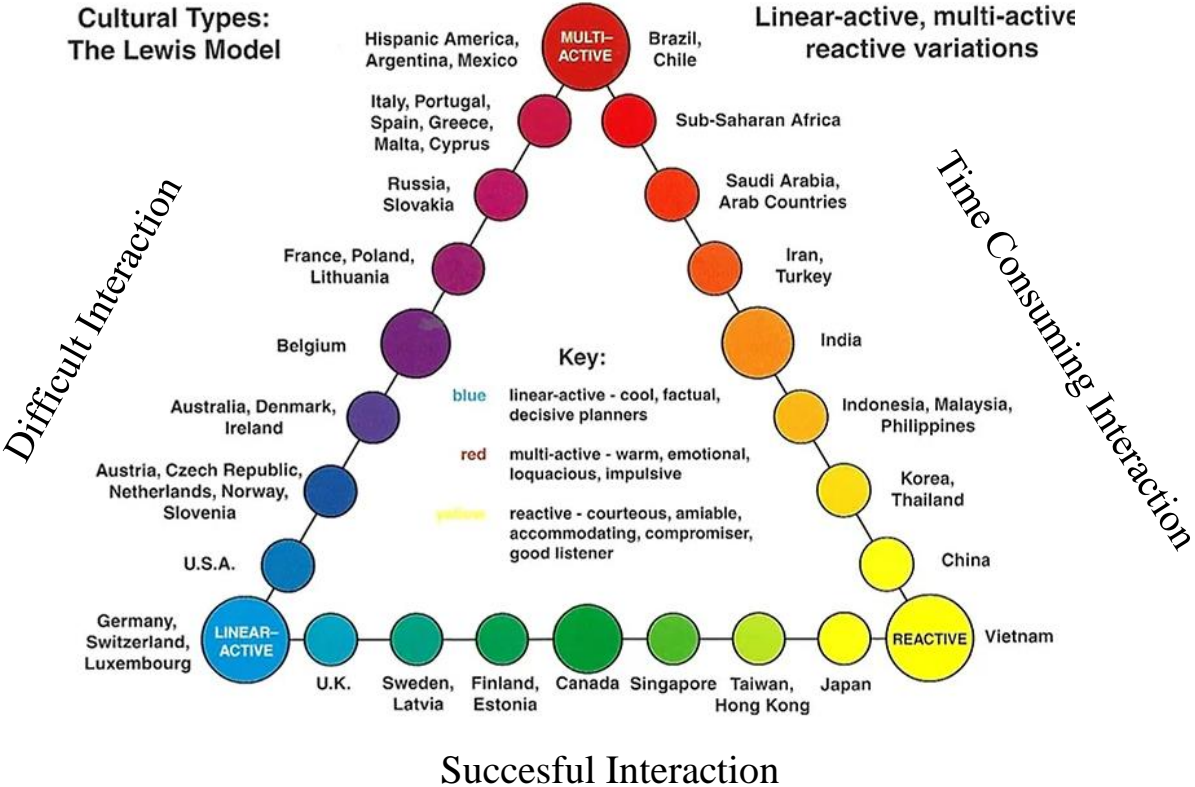 Cultural Types:
The Lewis Model
Linear-active, multi-active
reactive variations
Hispanic America,
Argentina, Mexico
MULTI–
ACTIVE
Brazil,
Chile
Italy, Portugal,
Spain, Greece,
Malta, Cyprus
Sub-Saharan Africa
Russia,
Slovakia
Saudi Arabia,
Arab Countries
France, Poland,
Lithuania
Iran,
Turkey
Difficult Interaction
Time Consuming Interaction
Belgium
India
Key:
blue
linear-active - cool, factual,
decisive planners
red
multi-active - warm, emotional,
loquacious, impulsive
yellow
reactive - courteous, amiable,
accommodating, compromiser,
good listener
Australia, Denmark,
Ireland
Indonesia, Malaysia,
Philippines
Austria, Czech Republic,
Netherlands, Norway,
Slovenia
Korea,
Thailand
U.S.A.
China
Germany,
Switzerland,
Luxembourg
LINEAR–
ACTIVE
REACTIVE
Vietnam
U.K.
Sweden,
Latvia
Finland,
Estonia
Canada
Singapore
Taiwan,
Hong Kong
Japan
Succesful Interaction